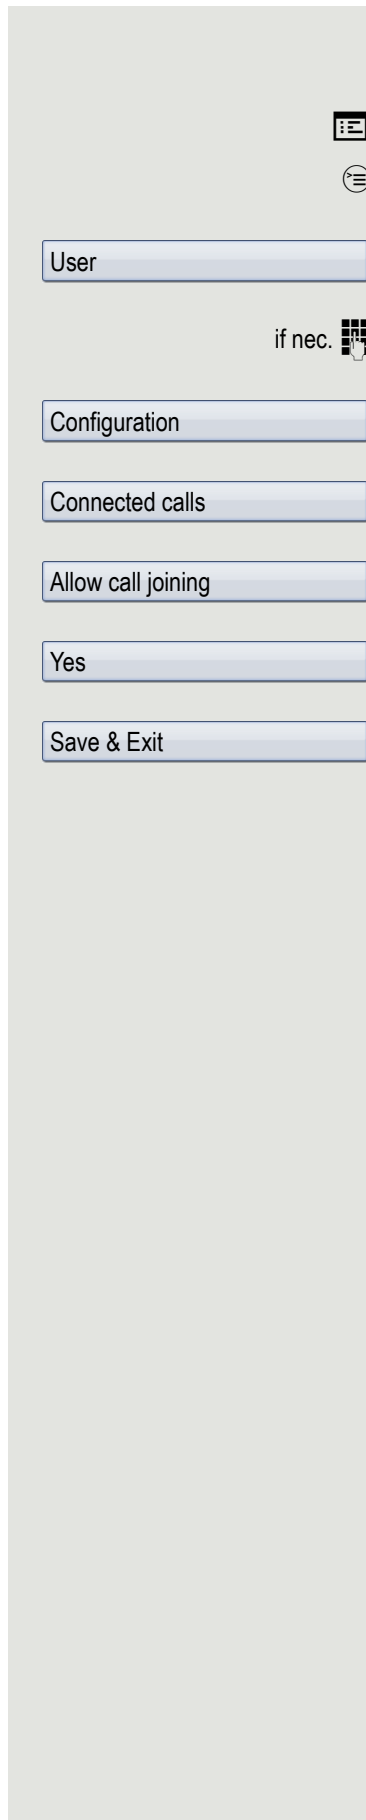 User
if nec.
Configuration
Connected calls
Allow call joining
Yes
Save & Exit